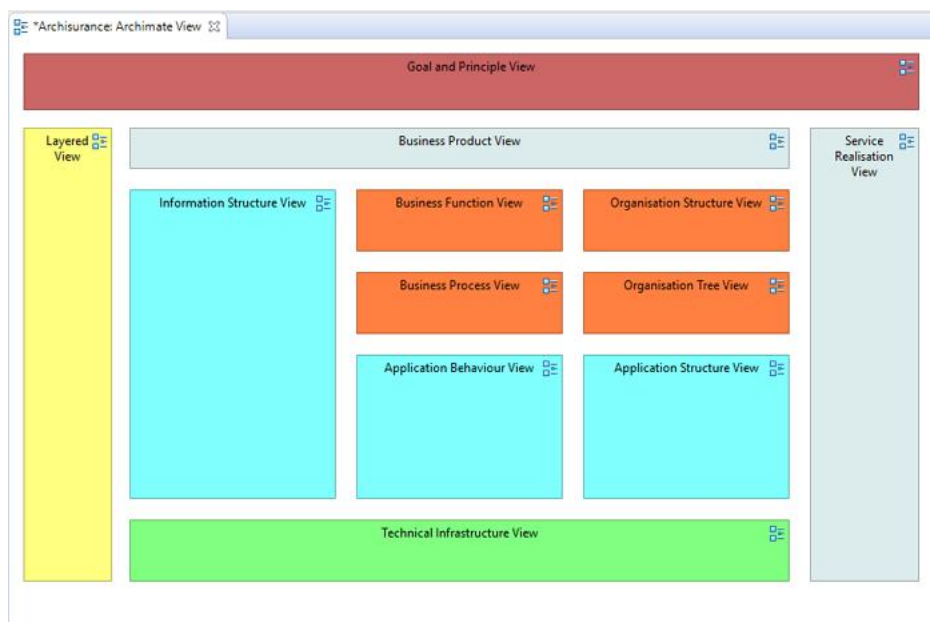 *Archisurance: Archimate View
Goal and Principle View
Layered
View
Business Product View
Service
Realisation
View
Information Structure View
Business Function View
Organisation Structure View
Business Process View
Organisation Tree View
Application Behaviour View
Application Structure View
Technical Infrastructure View